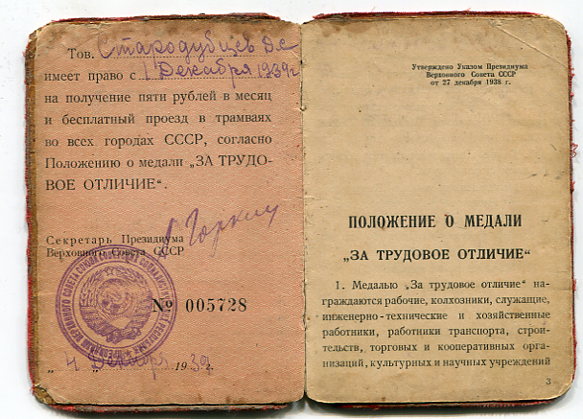 Тов. Стародубцев Д.С
имеет право с 1 Декабря 1939г
на получение пяти рублей в месяц
и бесплатный проезд в трамваях
во всех городах СССР, согласно
Положению о медали „ЗА ТРУДО-
ВОЕ ОТЛИЧИЕ“.
Секретарь Президиума
Верховного Совета СССР
А Горкин
№ 005728
„4 Декабря 1939
Утверждено Указом Президиума
Верховного Совета СССР
от 27 декабря 1938 г.
ПОЛОЖЕНИЕ О МЕДАЛИ
„ЗА ТРУДОВОЕ ОТЛИЧИЕ“
1. Медалью „За трудовое отличие“ на-
граждаются рабочие, колхозники, служащие,
инженерно-технические и хозяйственные
работники, работники транспорта, строи-
тельств, торговых и кооперативных орга-
низаций, культурных и научных учреждений
3